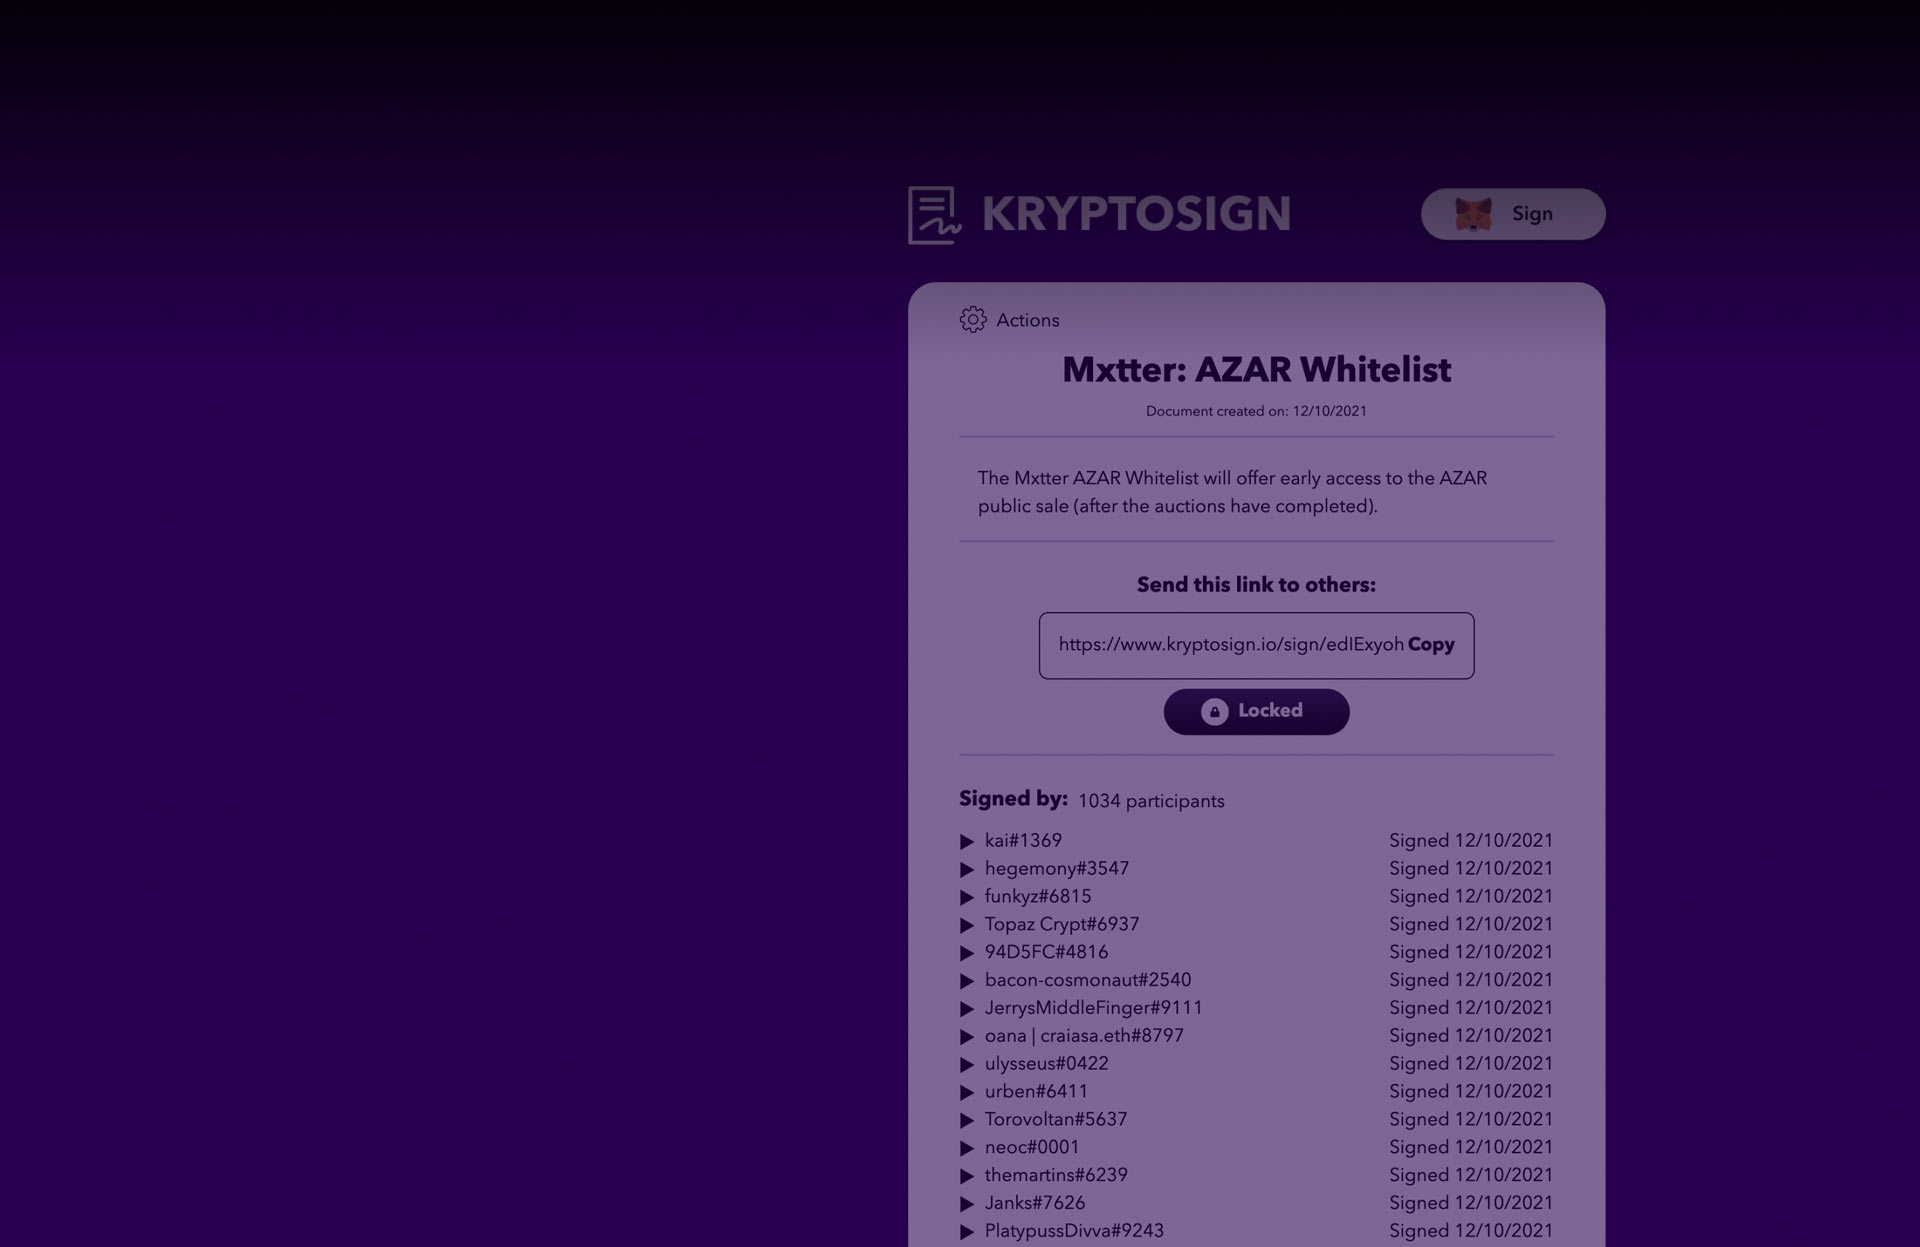 KRYPTOSIGN
Sign
Actions
Mxtter: AZAR Whitelist
Document created on: 12/10/2021
The Mxtter AZAR Whitelist will offer early access to the AZAR
public sale (after the auctions have completed).
Send this link to others:
https://www.kryptosign.io/sign/edIExyoh Copy
Locked
Signed by: 1034 participants
kai#1369 Signed 12/10/2021
hegemony#3547 Signed 12/10/2021
funkyz#6815 Signed 12/10/2021
Topaz Crypt#6937 Signed 12/10/2021
94D5FC#4816 Signed 12/10/2021
bacon-cosmonaut#2540 Signed 12/10/2021
JerrysMiddleFinger#9111 Signed 12/10/2021
oana | craiasa.eth#8797 Signed 12/10/2021
ulysseus#0422 Signed 12/10/2021
urben#6411 Signed 12/10/2021
Torovoltan#5637 Signed 12/10/2021
neoc#0001 Signed 12/10/2021
themartins#6239 Signed 12/10/2021
Janks#7626 Signed 12/10/2021
PlatypussDivva#9243 Signed 12/10/2021